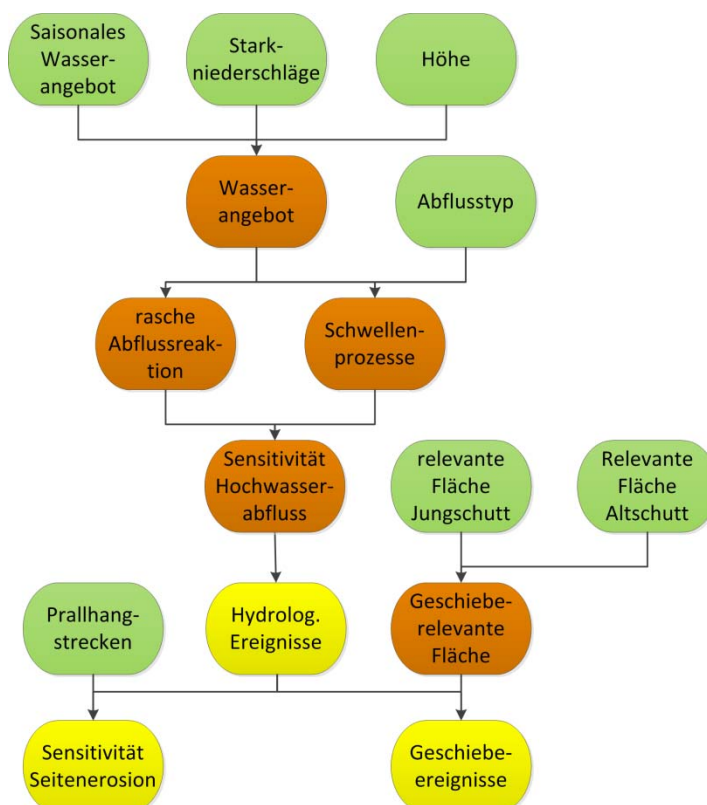 Saisonales
Wasser-
angebot
Stark-
niederschläge
Höhe
Wasser-
angebot
Abflusstyp
rasche
Abflussreak-
tion
Schwellen-
prozesse
Sensitivität
Hochwasser-
abfluss
relevante
Fläche
Jungschutt
Relevante
Fläche
Altschutt
Prallhang-
strecken
Hydrolog.
Ereignisse
Geschiebe-
relevante
Fläche
Sensitivität
Seitenerosion
Geschiebe-
ereignisse